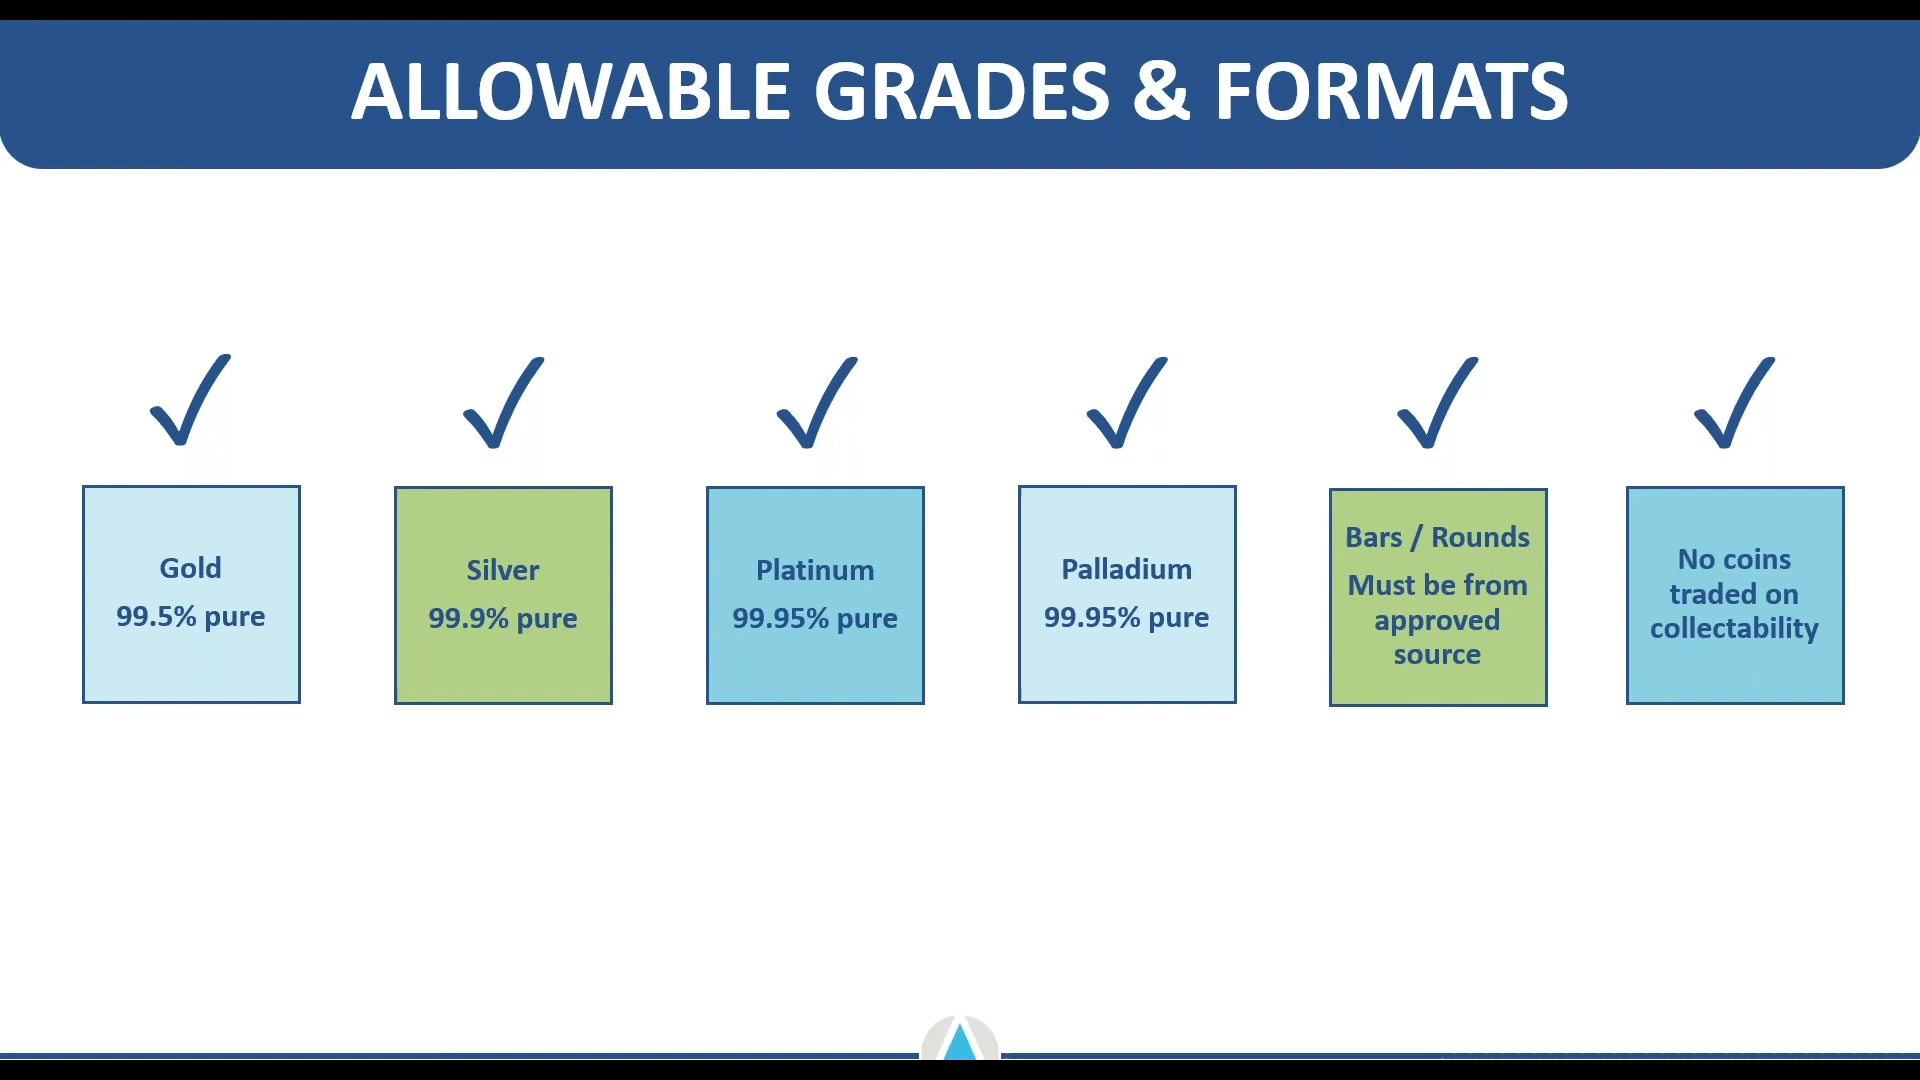 ALLOWABLE GRADES & FORMATS
Gold
99.5% pure
Silver
99.9% pure
Platinum
99.95% pure
Palladium
99.95% pure
Bars / Rounds
Must be from
approved
source
No coins
traded on
collectability